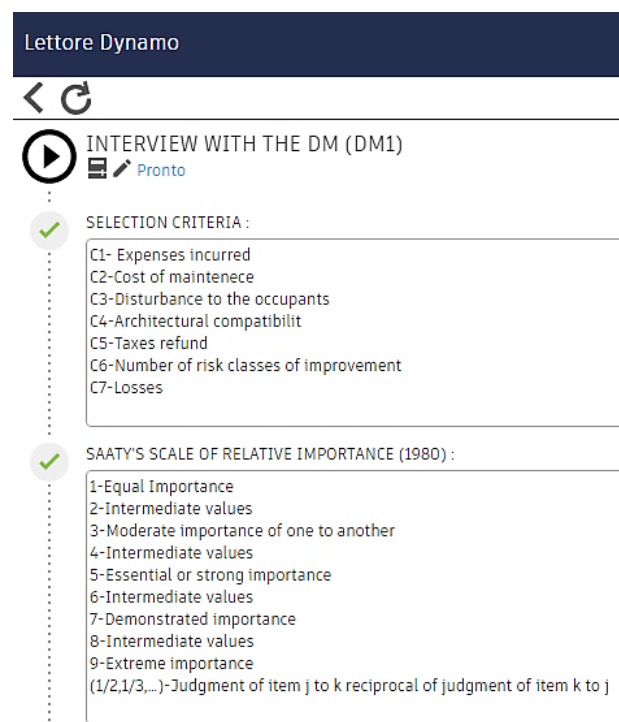 Lettore Dynamo
INTERVIEW WITH THE DM (DM1)
Pronto
SELECTION CRITERIA :
C1- Expenses incurred
C2-Cost of maintenece
C3-Disturbance to the occupants
C4-Architectural compatibilit
C5-Taxes refund
C6-Number of risk classes of improvement
C7-Losses
SAATY'S SCALE OF RELATIVE IMPORTANCE (1980) :
1-Equal Importance
2-Intermediate values
3-Moderate importance of one to another
4-Intermediate values
5-Essential or strong importance
6-Intermediate values
7-Demonstrated importance
8-Intermediate values
9-Extreme importance
(1/2,1/3,...)-Judgment of item j to k reciprocal of judgment of item k to j